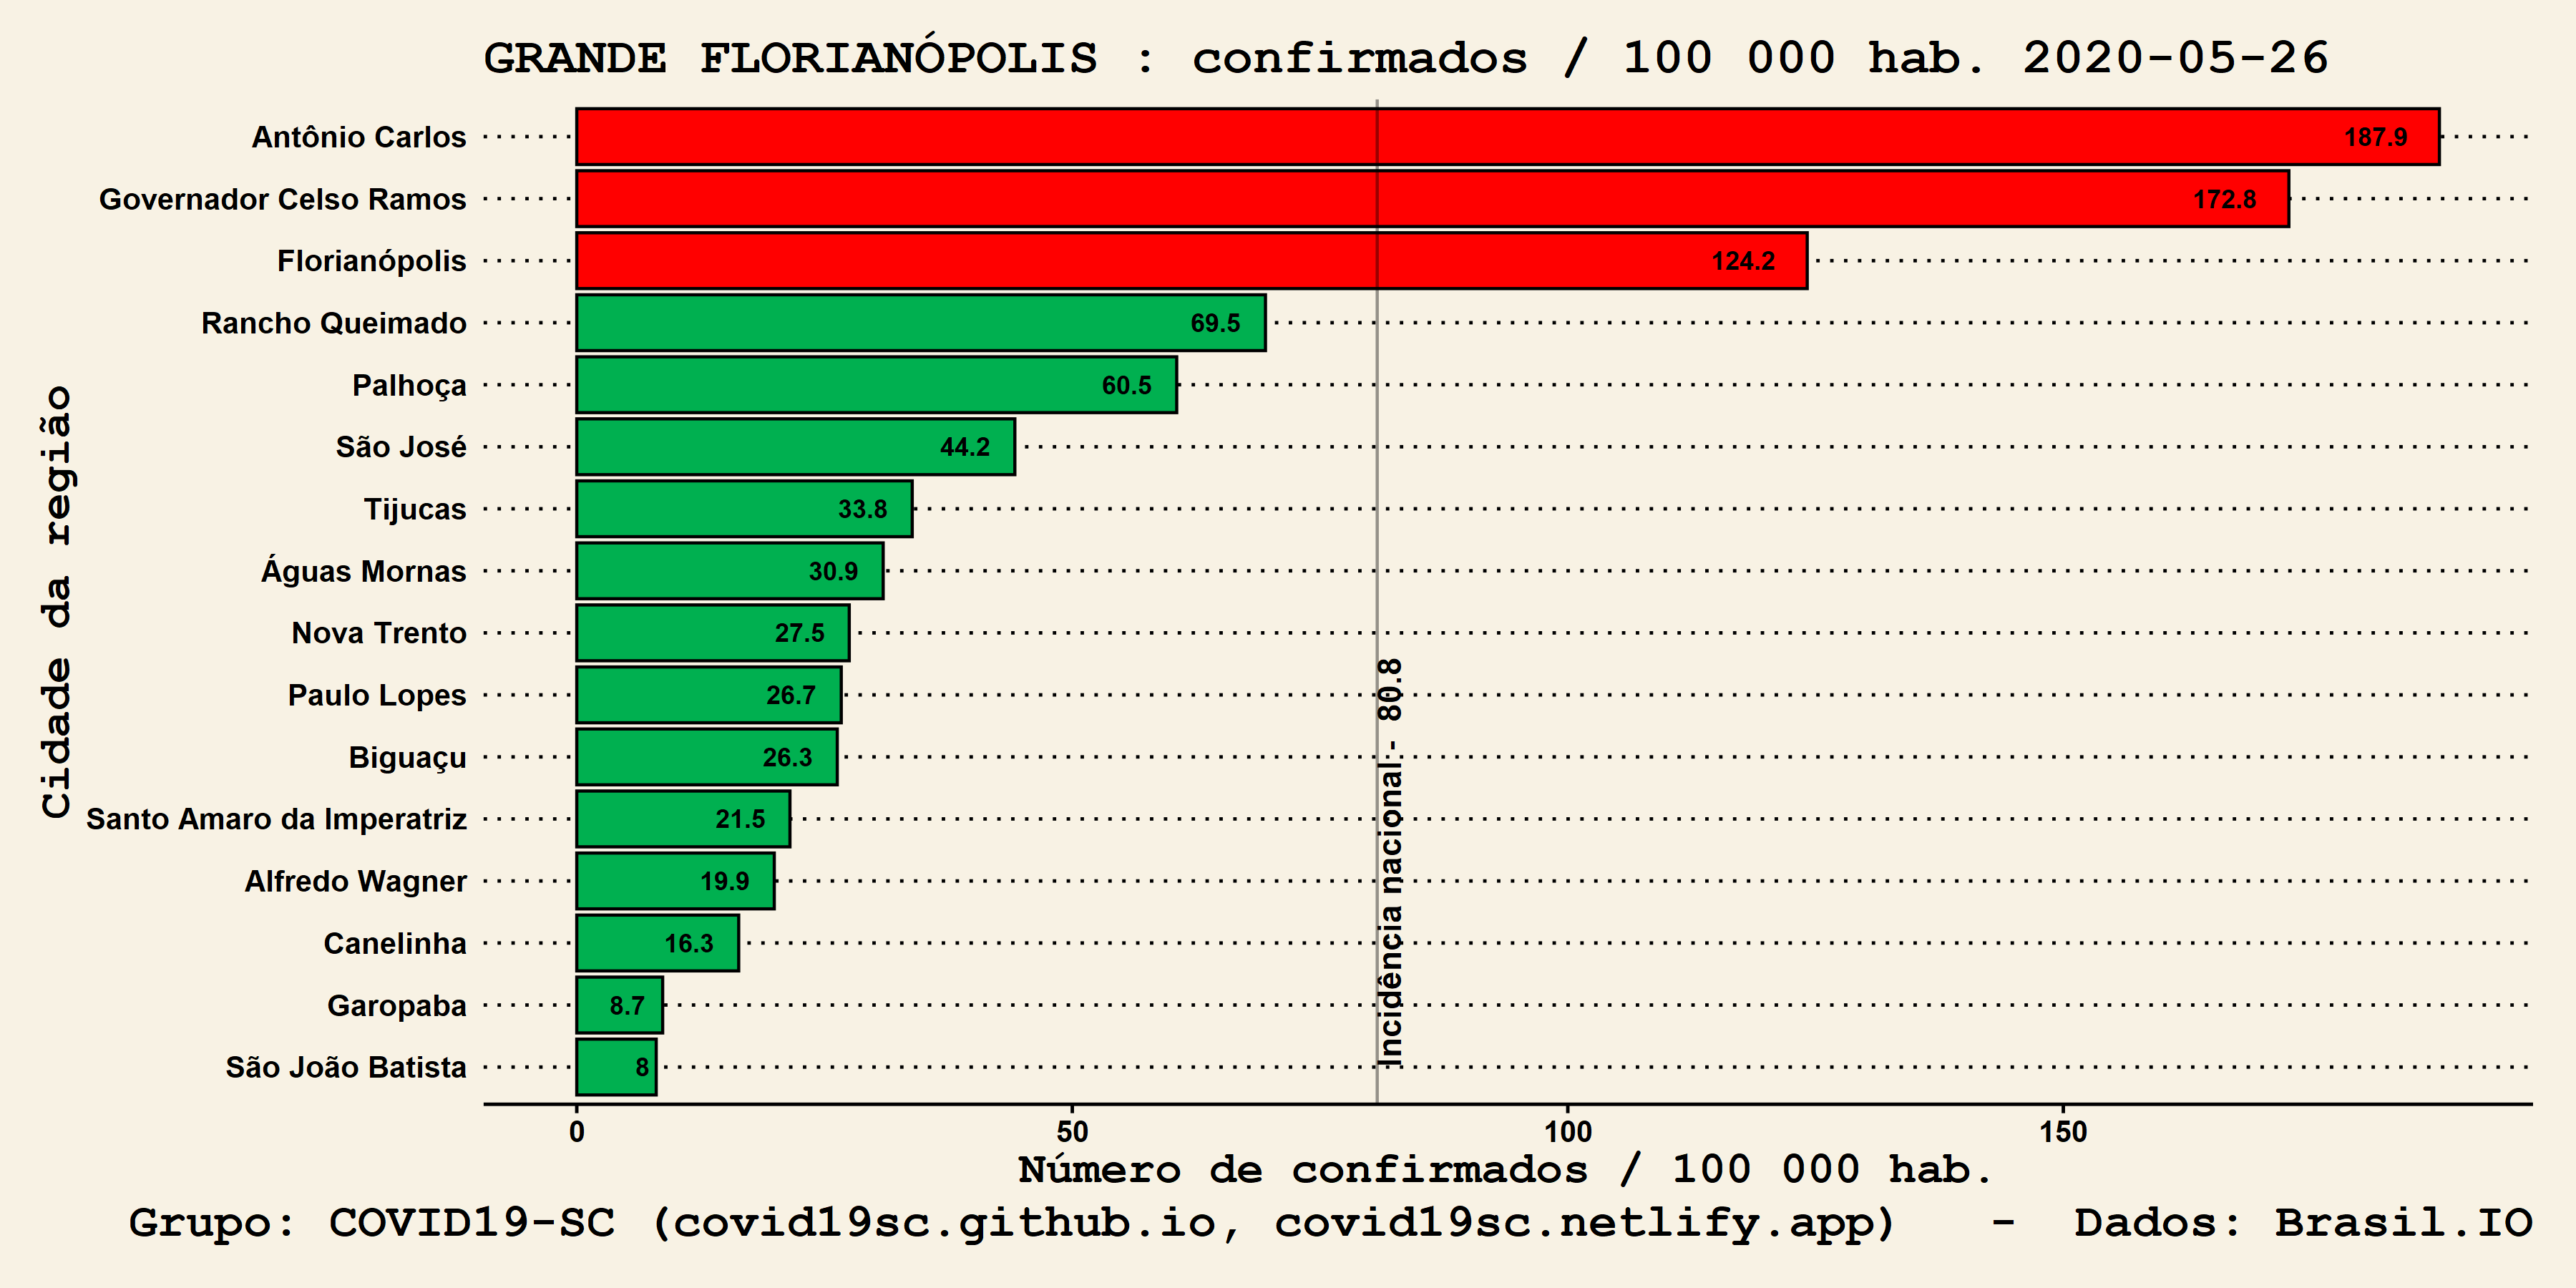 GRANDE FLORIANÓPOLIS : confirmados / 100 000 hab. 2020-05-26
Cidade da região
Antônio Carlos 187.9
Governador Celso Ramos 172.8
Florianópolis 124.2
Rancho Queimado 69.5
Palhoça 60.5
São José 44.2
Tijucas 33.8
Águas Mornas 30.9
Nova Trento 27.5
Paulo Lopes 26.7
Biguaçu 26.3
Santo Amaro da Imperatriz 21.5
Alfredo Wagner 19.9
Canelinha 16.3
Garopaba 8.7
São João Batista 8
Incidência nacional - 80.8
0 50 100 150
Número de confirmados / 100 000 hab.
Grupo: COVID19-SC (covid19sc.github.io, covid19sc.netlify.app) - Dados: Brasil.IO